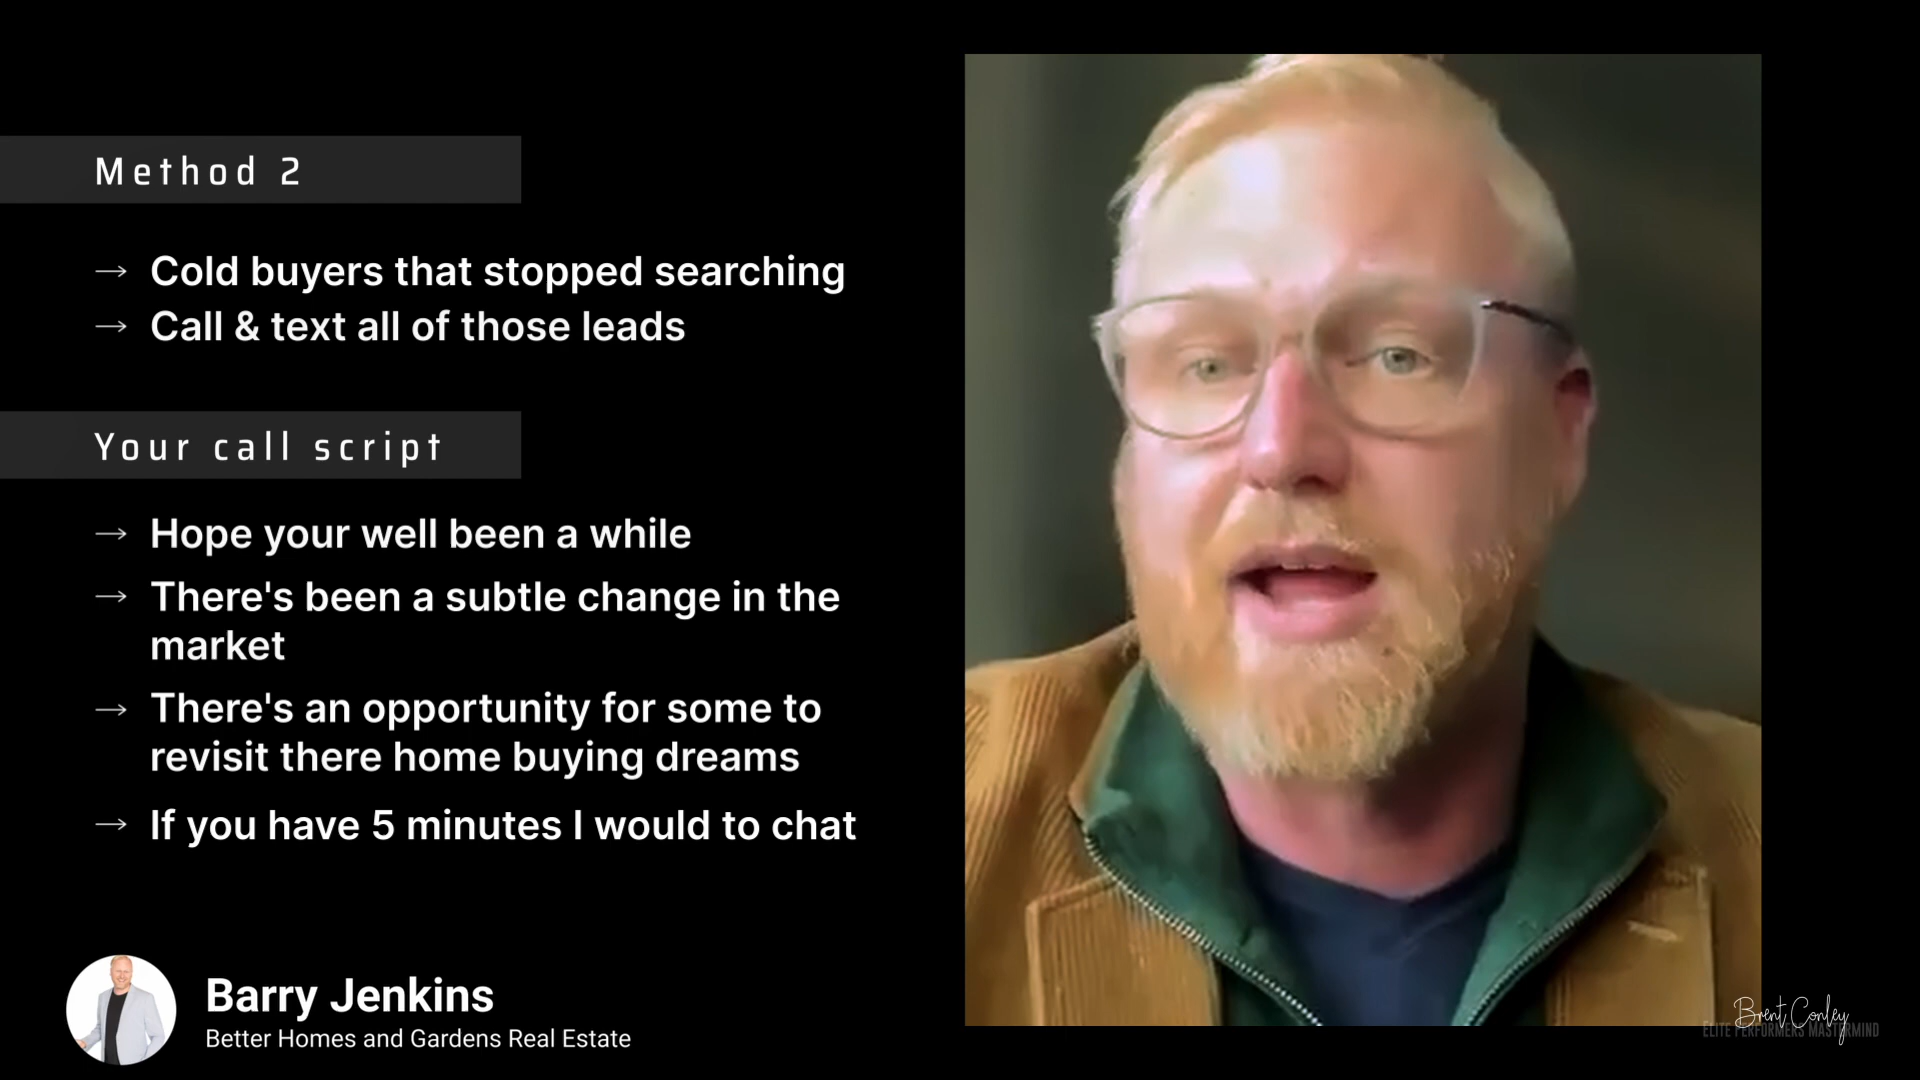 Method 2
→ Cold buyers that stopped searching
→ Call & text all of those leads
Your call script
→ Hope your well been a while
→ There's been a subtle change in the
market
→ There's an opportunity for some to
revisit there home buying dreams
→ If you have 5 minutes I would to chat
Barry Jenkins
Better Homes and Gardens Real Estate
Brent Conley
ELITE PERFORMERS MASTERMIND